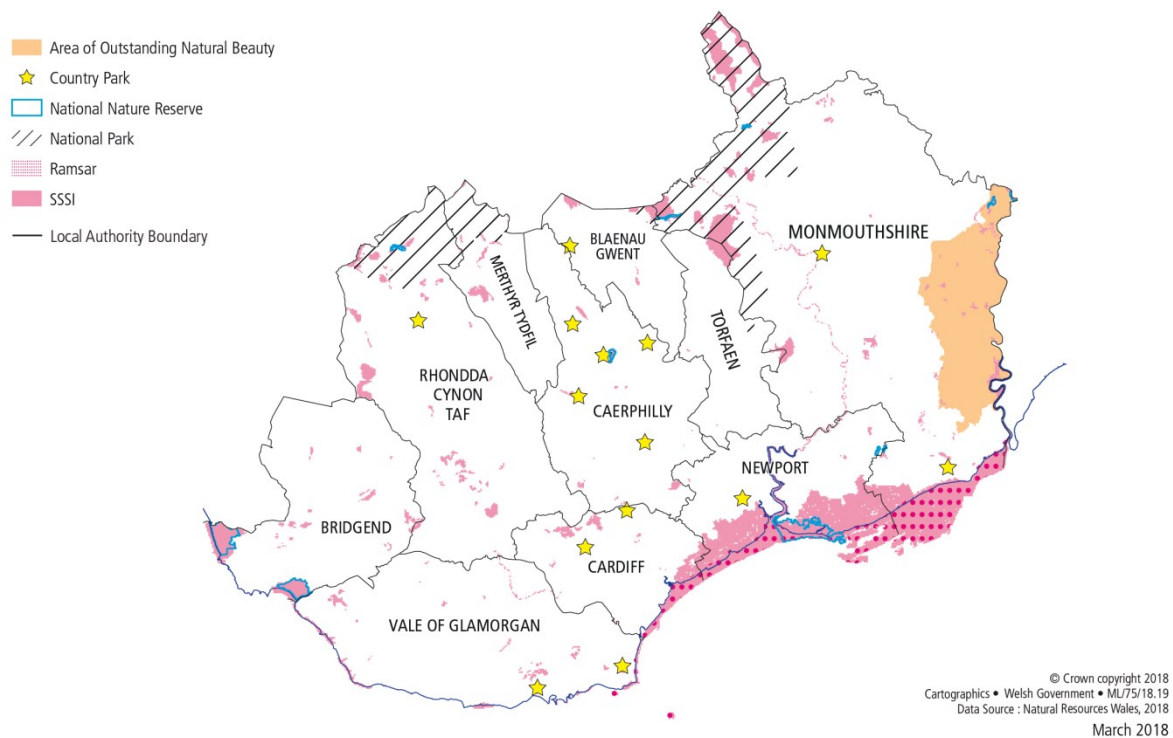 Area of Outstanding Natural Beauty
Country Park
National Nature Reserve
National Park
Ramsar
SSSI
Local Authority Boundary
BLAENAU
GWENT
MONMOUTHSHIRE
MERTHYR TYDFIL
TORFAEN
RHONDDA
CYNON
TAF
CAERPHILLY
NEWPORT
BRIDGEND
CARDIFF
VALE OF GLAMORGAN
© Crown copyright 2018
Cartographics • Welsh Government • ML/75/18.19
Data Source : Natural Resources Wales, 2018
March 2018